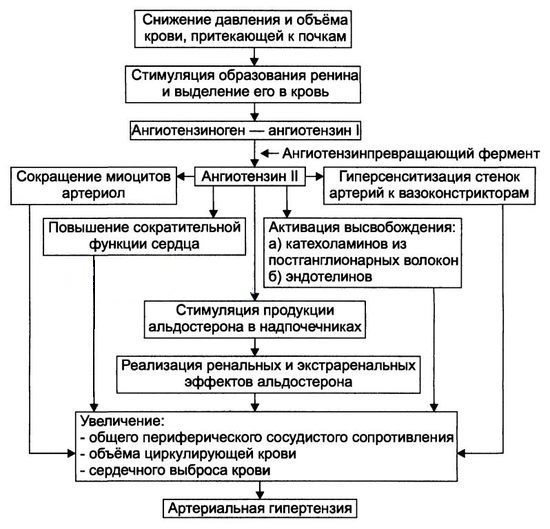 Снижение давления и объёма
крови, притекающей к почкам
Стимуляция образования ренина
и выделение его в кровь
Ангиотензиноген — ангиотензин I
Ангиотензинпревращающий фермент
Сокращение миоцитов
артериол
Ангиотензин II
Гиперсенситизация стенок
артерий к вазоконстрикторам
Повышение сократительной
функции сердца
Активация высвобождения:
а) катехоламинов из
постганглионарных волокон
б) эндотелинов
Стимуляция продукции
альдостерона в надпочечниках
Реализация ренальных и экстраренальных
эффектов альдостерона
Увеличение:
- общего периферического сосудистого сопротивления
- объёма циркулирующей крови
- сердечного выброса крови
Артериальная гипертензия